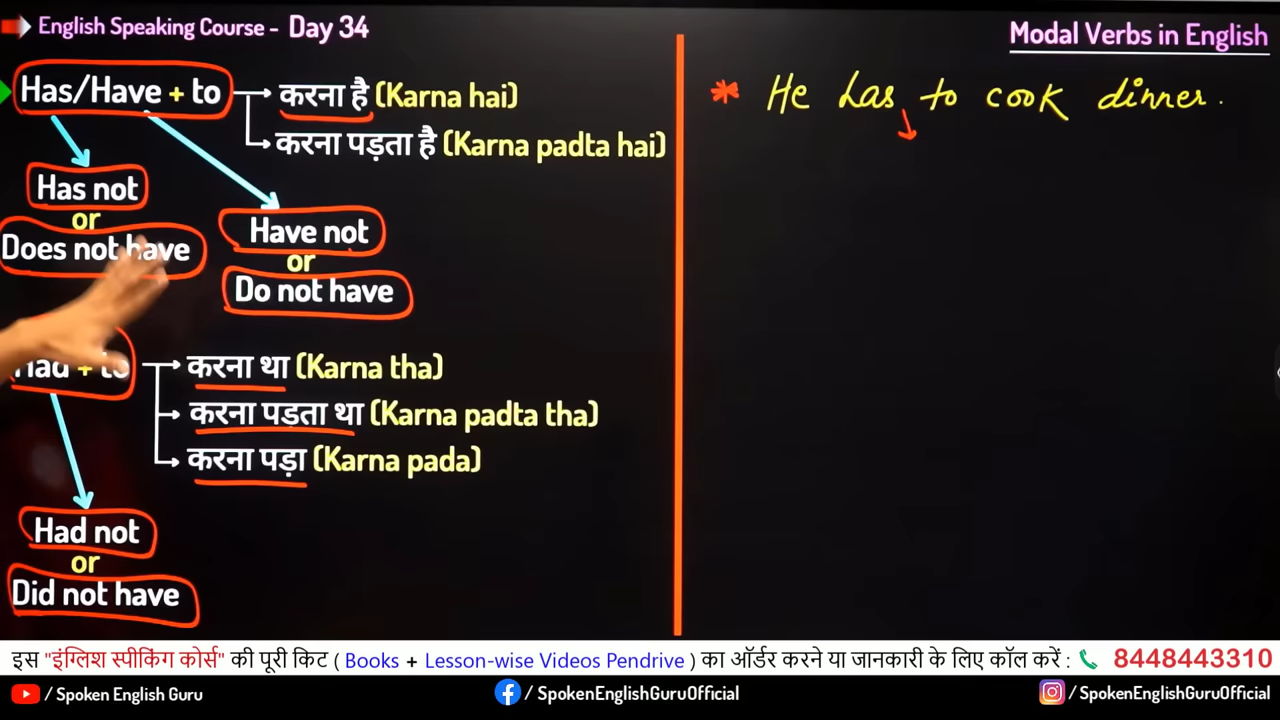 English Speaking Course - Day 34
Modal Verbs in English
Has/Have + to
करना है (Karna hai)
करना पड़ता है (Karna padta hai)
Has not
or
Does not have
Have not
or
Do not have
Had + to
करना था (Karna tha)
करना पड़ता था (Karna padta tha)
करना पड़ा (Karna pada)
Had not
or
Did not have
* He has to cook dinner.
इस "इंग्लिश स्पीकिंग कोर्स" की पूरी किट ( Books + Lesson-wise Videos Pendrive ) का ऑर्डर करने या जानकारी के लिए कॉल करें : 8448443310
/ Spoken English Guru
/ SpokenEnglishGuruOfficial
/ SpokenEnglishGuruOfficial